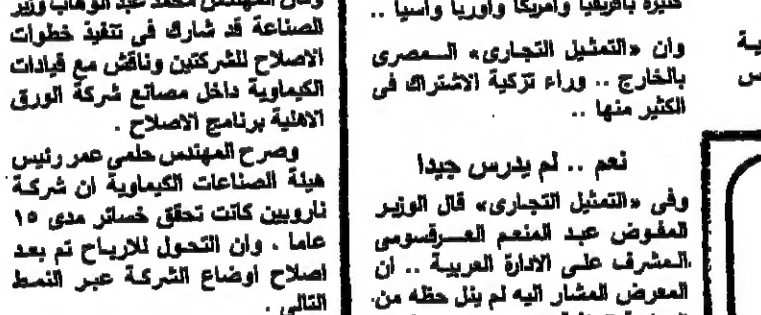 ية
س
كثيرة بافريقيا وامريكا واوربا واسيا ..
وان «التمثيل التجارى» المصرى
بالخارج .. وراء تزكية الاشتراك فى
الكثير منها ..
نعم .. لم يدرس جيدا
وفى «التمثيل التجارى» قال الوزير
المفوض عبد المنعم العرقسوسى
المشرف على الادارة العربية .. ان
المعرض المشار اليه لم ينل حظه من
المهندس محمد عبد الوهاب وزير
الصناعة قد شارك فى تنفيذ خطوات
الاصلاح للشركتين وناقش مع قيادات
الكيماوية داخل مصانع شركة الورق
الاهلية برنامج الاصلاح .
وصرح المهندس حلمى عمر رئيس
هيئة الصناعات الكيماوية ان شركة
ناروبين كانت تحقق خسائر مدى ١٥
عاما . وان التحول للارباح تم بعد
اصلاح اوضاع الشركة عبر النمط
التالى .